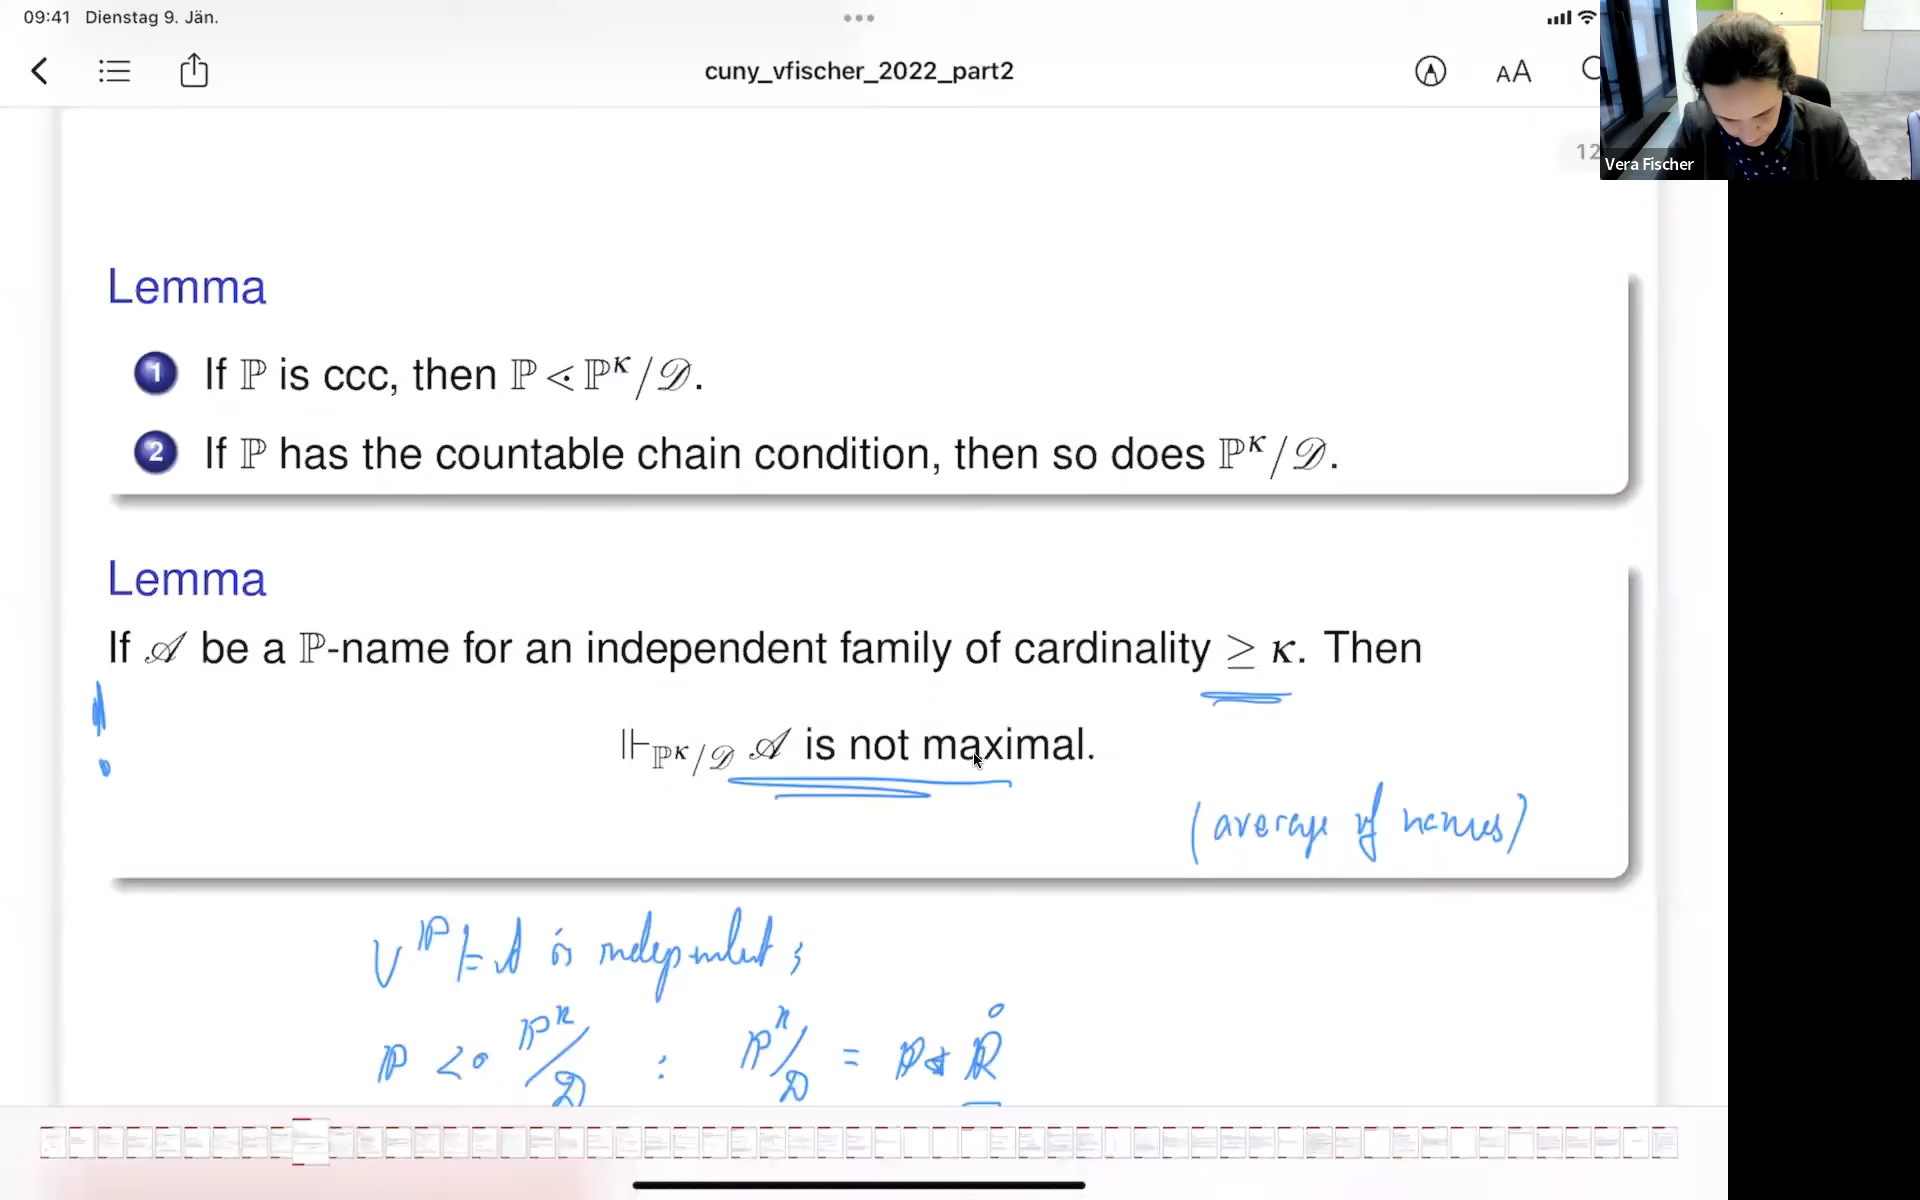 09:41 Dienstag 9. Jän.
cuny_vfischer_2022_part2
AA
12
Vera Fischer
Lemma
1 If ℙ is ccc, then ℙ ⋖ ℙ^κ/𝒟.
2 If ℙ has the countable chain condition, then so does ℙ^κ/𝒟.
Lemma
If 𝒜 be a ℙ-name for an independent family of cardinality ≥ κ. Then
⊩_{ℙ^κ/𝒟} 𝒜 is not maximal.
(average of names)
V^ℙ ⊨ 𝒜 is independent;
ℙ <∘ ℙ^κ/𝒟 : ℙ^κ/𝒟 = ℙ * ℝ̊